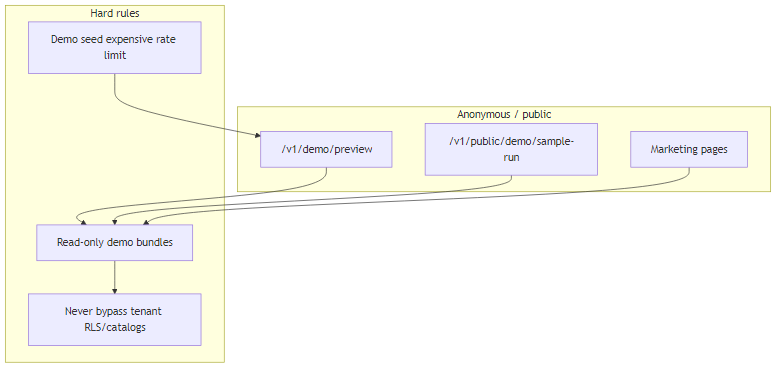 Hard rules
Demo seed expensive rate
limit
Anonymous / public
/v1/demo/preview
/v1/public/demo/sample-
run
Marketing pages
Read-only demo bundles
Never bypass tenant
RLS/catalogs